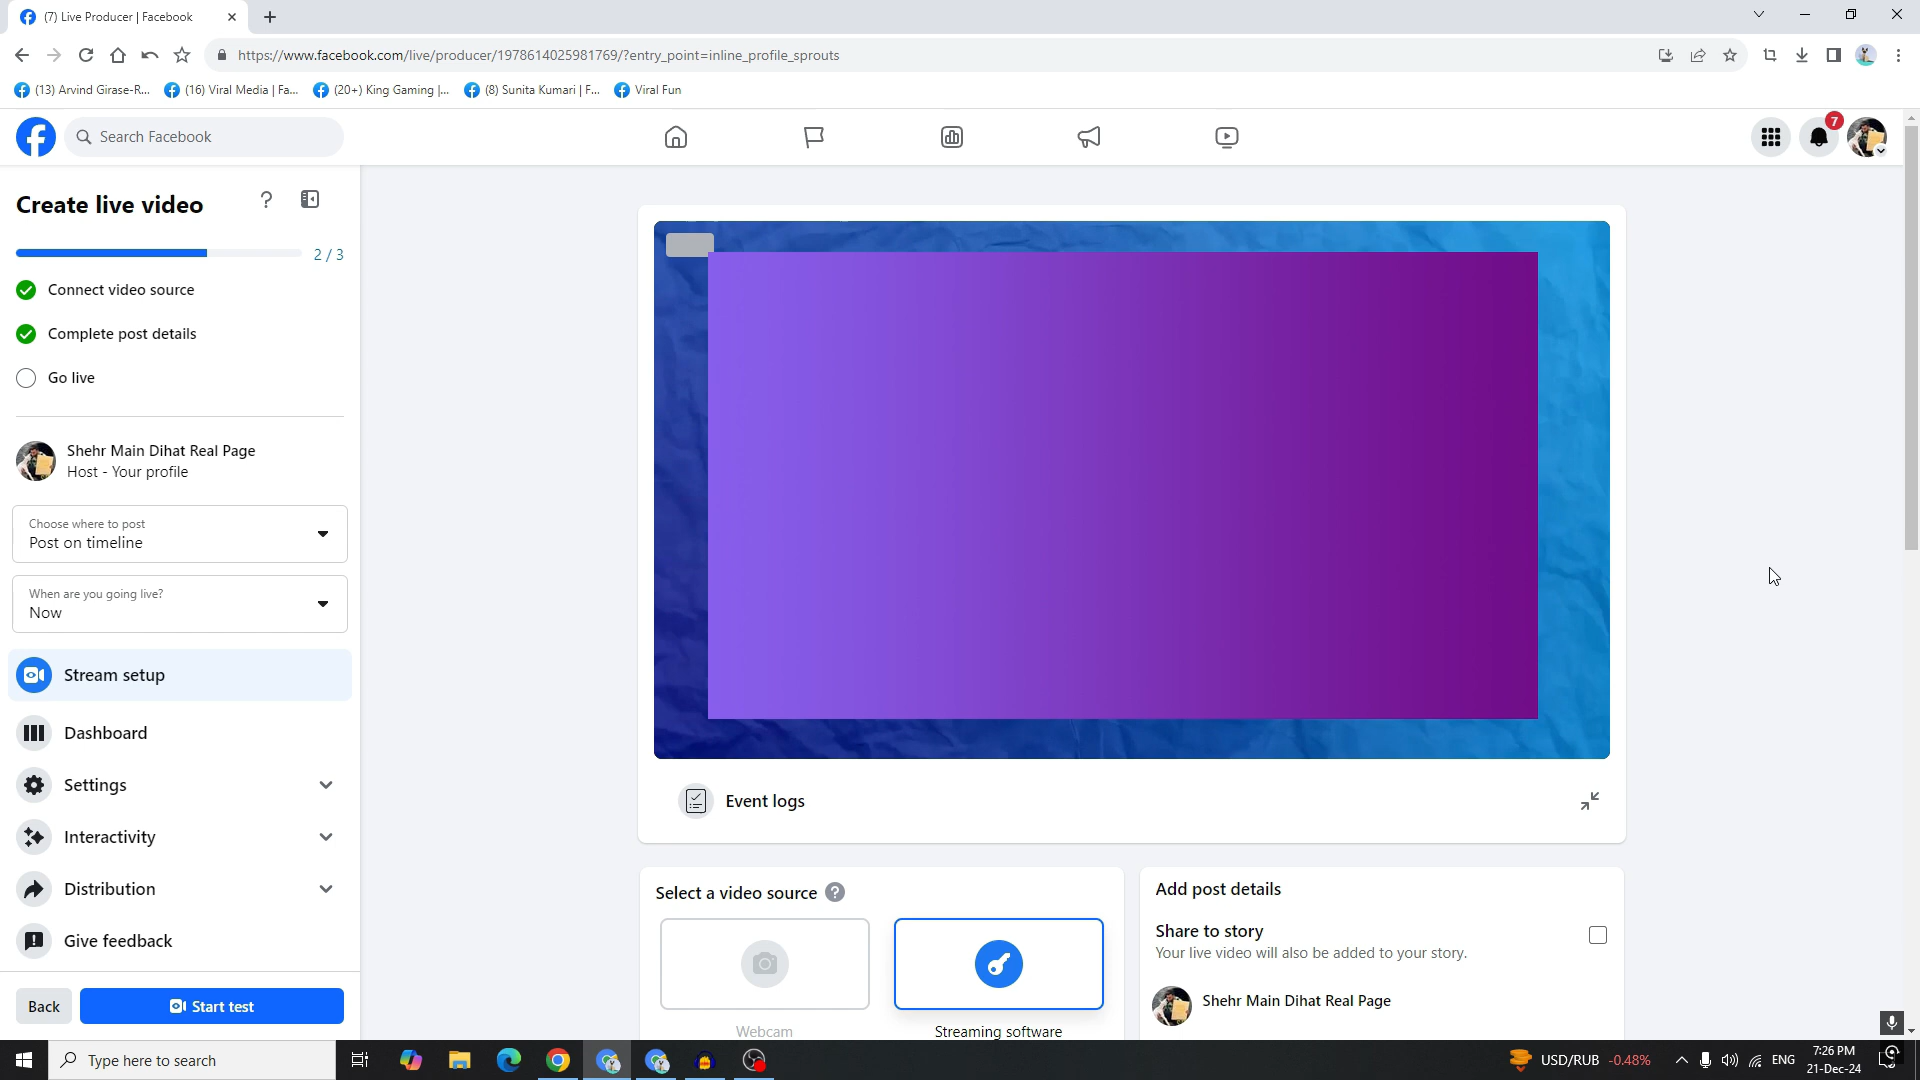 (7) Live Producer | Facebook
https://www.facebook.com/live/producer/1978614025981769/?entry_point=inline_profile_sprouts
(13) Arvind Girase-R...
(16) Viral Media | Fa...
(20+) King Gaming |...
(8) Sunita Kumari | F...
Viral Fun
Search Facebook
7
Create live video
?
2 / 3
Connect video source
Complete post details
Go live
Shehr Main Dihat Real Page
Host - Your profile
Choose where to post
Post on timeline
When are you going live?
Now
Stream setup
Dashboard
Settings
Interactivity
Distribution
Give feedback
Back
Start test
Event logs
Select a video source ?
Webcam
Streaming software
Add post details
Share to story
Your live video will also be added to your story.
Shehr Main Dihat Real Page
Type here to search
USD/RUB -0.48%
ENG
7:26 PM
21-Dec-24